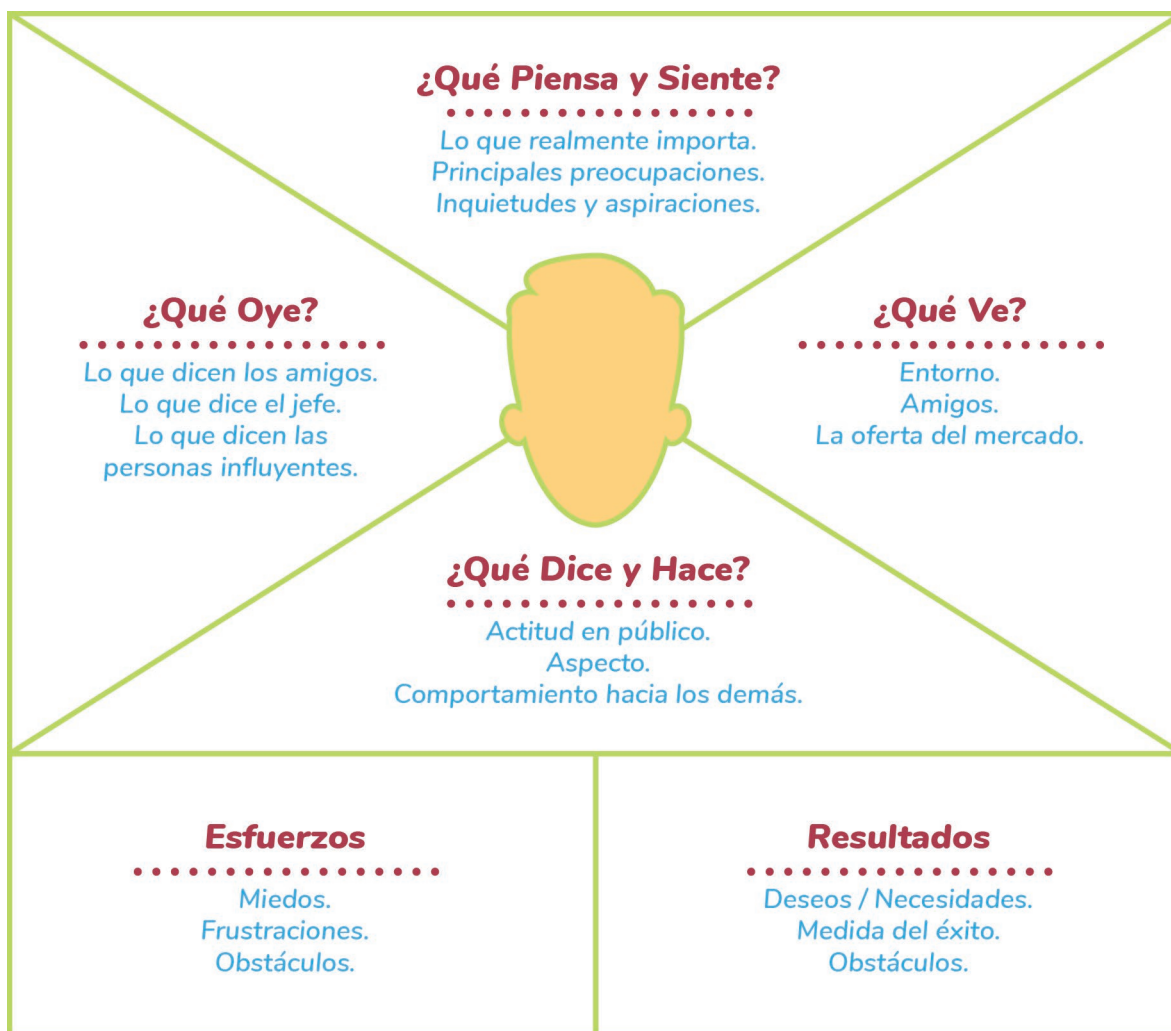 ¿Qué Piensa y Siente?
Lo que realmente importa.
Principales preocupaciones.
Inquietudes y aspiraciones.
¿Qué Oye?
Lo que dicen los amigos.
Lo que dice el jefe.
Lo que dicen las
personas influyentes.
¿Qué Ve?
Entorno.
Amigos.
La oferta del mercado.
¿Qué Dice y Hace?
Actitud en público.
Aspecto.
Comportamiento hacia los demás.
Esfuerzos
Miedos.
Frustraciones.
Obstáculos.
Resultados
Deseos / Necesidades.
Medida del éxito.
Obstáculos.